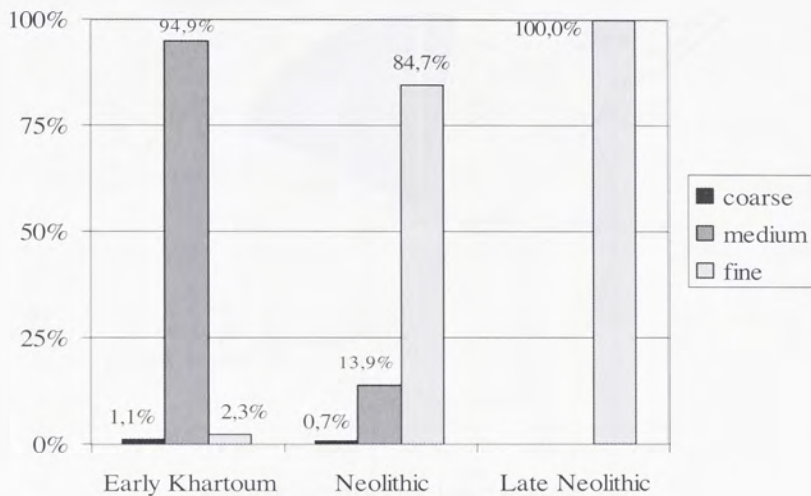 100%
94,9%
100,0%
84,7%
75%
coarse
medium
fine
50%
25%
13,9%
1,1%
2,3%
0,7%
0%
Early Khartoum
Neolithic
Late Neolithic